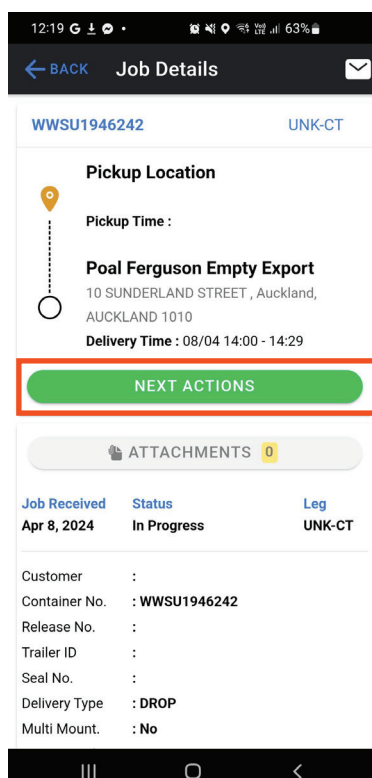 12:19 G 63%
BACK Job Details
WWSU1946242 UNK-CT
Pickup Location
Pickup Time :
Poal Ferguson Empty Export
10 SUNDERLAND STREET , Auckland,
AUCKLAND 1010
Delivery Time : 08/04 14:00 - 14:29
NEXT ACTIONS
ATTACHMENTS 0
Job Received Status Leg
Apr 8, 2024 In Progress UNK-CT
Customer :
Container No. : WWSU1946242
Release No. :
Trailer ID :
Seal No. :
Delivery Type : DROP
Multi Mount. : No